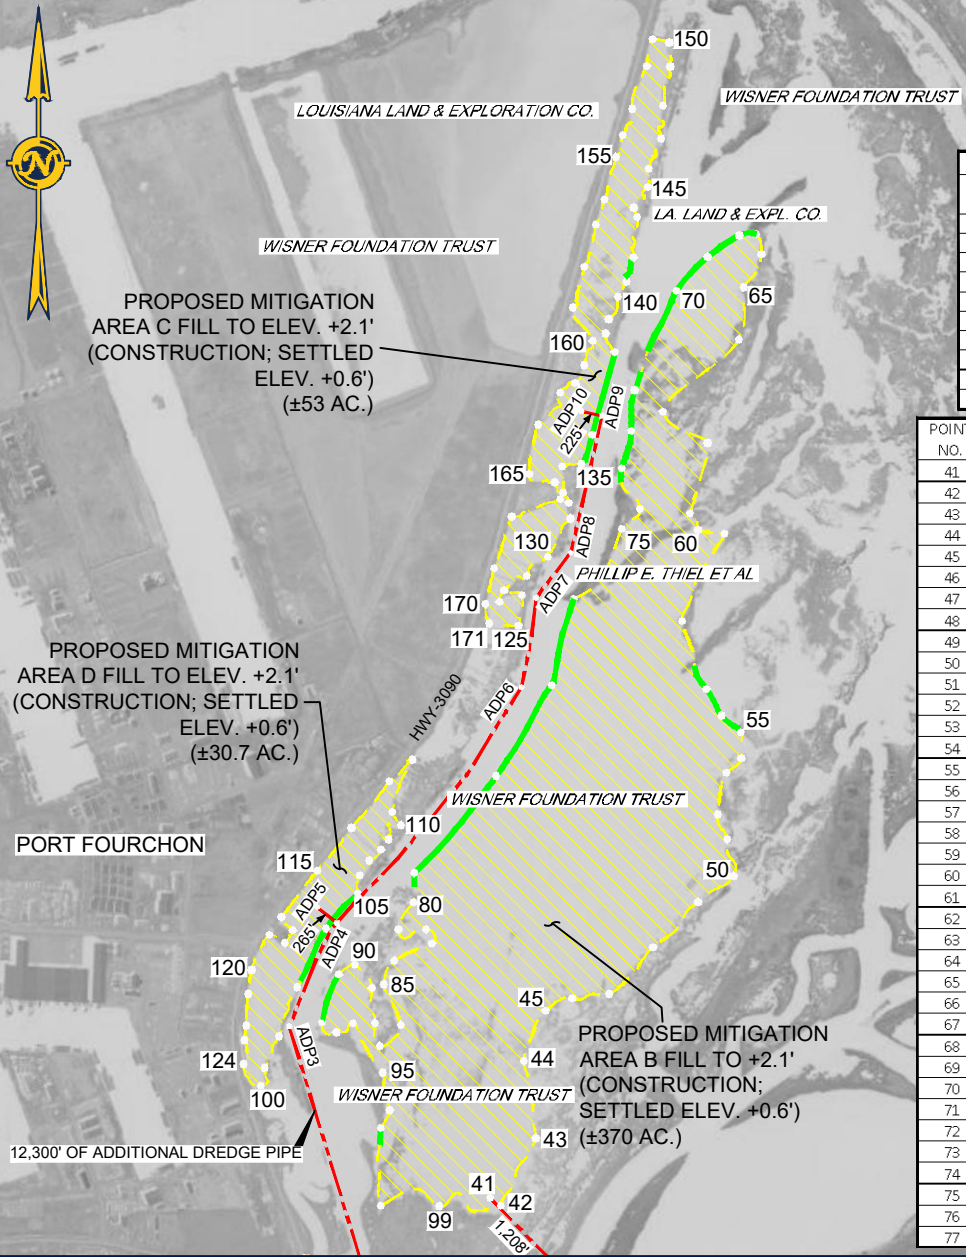 150
WISNER FOUNDATION TRUST
LOUISIANA LAND & EXPLORATION CO.
155
N
145
LA. LAND & EXPL. CO.
WISNER FOUNDATION TRUST
65
70
140
PROPOSED MITIGATION
AREA C FILL TO ELEV. +2.1'
(CONSTRUCTION; SETTLED
ELEV. +0.6')
(±53 AC.)
160
ADP10
ADP9
225'
POINT
NO.
41
42
43
44
45
46
47
48
49
50
51
52
53
54
55
56
57
58
59
60
61
62
63
64
65
66
67
68
69
70
71
72
73
74
75
76
77
165
135
130
ADP8
75
60
PHILLIP E. THIEL ET AL
ADP7
170
171
125
PROPOSED MITIGATION
AREA D FILL TO ELEV. +2.1'
(CONSTRUCTION; SETTLED
ELEV. +0.6')
(±30.7 AC.)
ADP6
HWY-3090
55
WISNER FOUNDATION TRUST
110
PORT FOURCHON
115
50
ADP5
105
80
265'
ADP4
90
120
85
45
PROPOSED MITIGATION
AREA B FILL TO +2.1'
(CONSTRUCTION;
SETTLED ELEV. +0.6')
(±370 AC.)
ADP3
44
124
95
100
WISNER FOUNDATION TRUST
43
12,300' OF ADDITIONAL DREDGE PIPE
41
42
99
1,208'